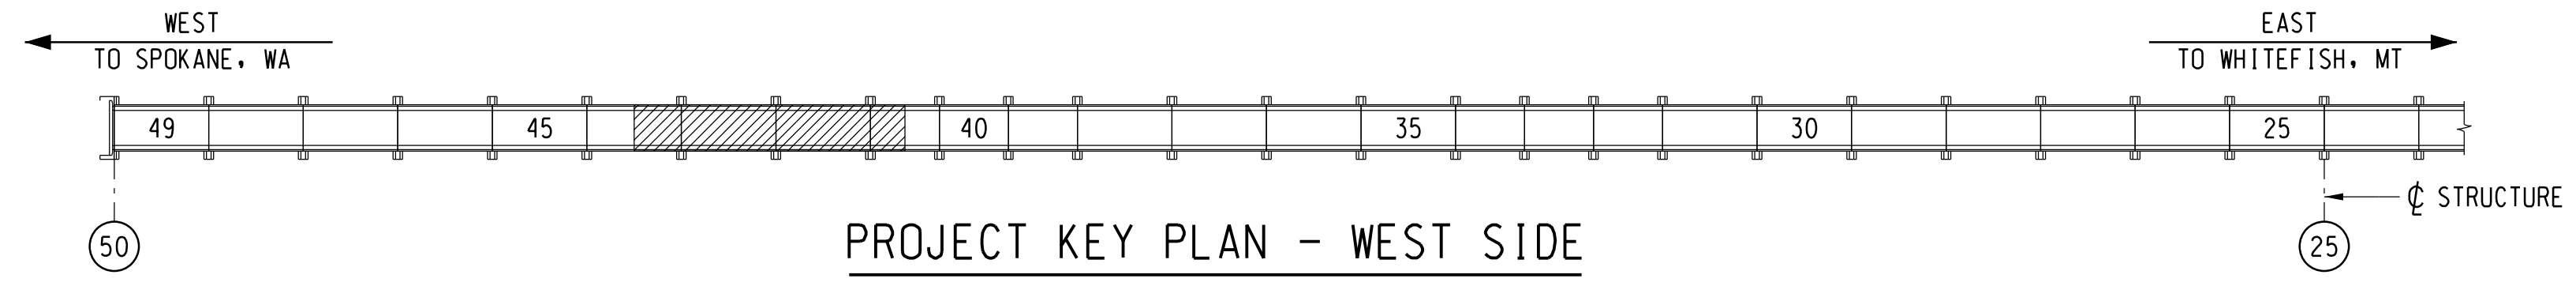 WEST
TO SPOKANE, WA
EAST
TO WHITEFISH, MT
49 45 40 35 30 25
℄ STRUCTURE
50
PROJECT KEY PLAN - WEST SIDE
25